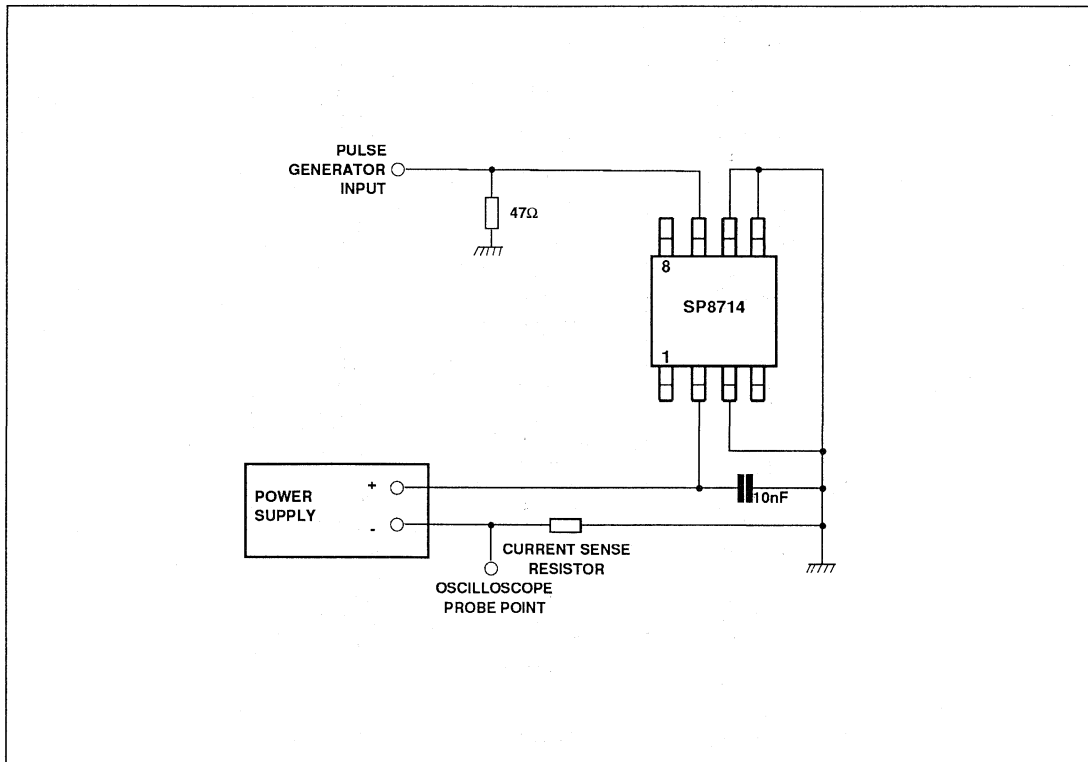 PULSE
GENERATOR
INPUT
47Ω
8
SP8714
1
POWER
SUPPLY
+
-
10nF
CURRENT SENSE
RESISTOR
OSCILLOSCOPE
PROBE POINT